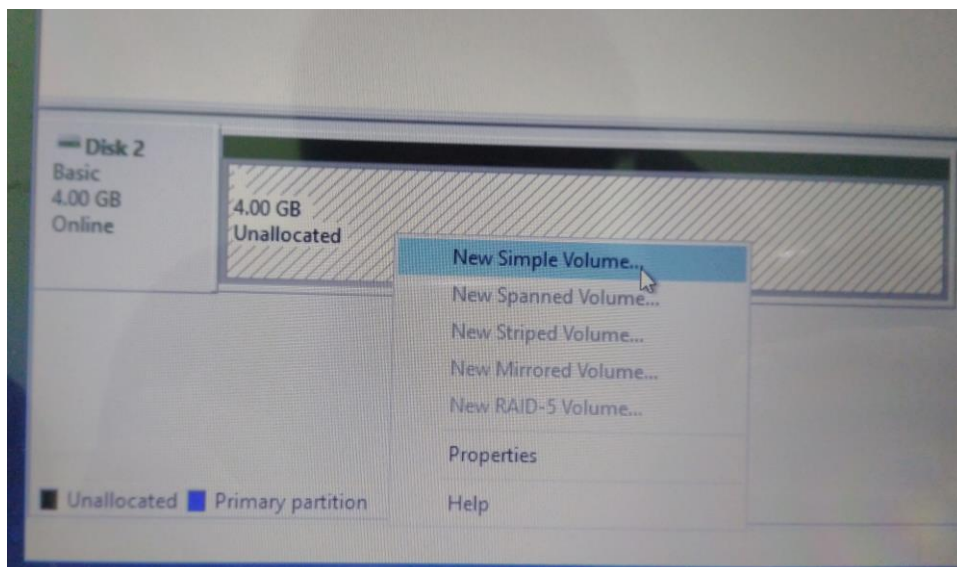 Disk 2
Basic
4.00 GB
Online
4.00 GB
Unallocated
New Simple Volume...
New Spanned Volume...
New Striped Volume...
New Mirrored Volume...
New RAID-5 Volume...
Properties
Help
Unallocated Primary partition